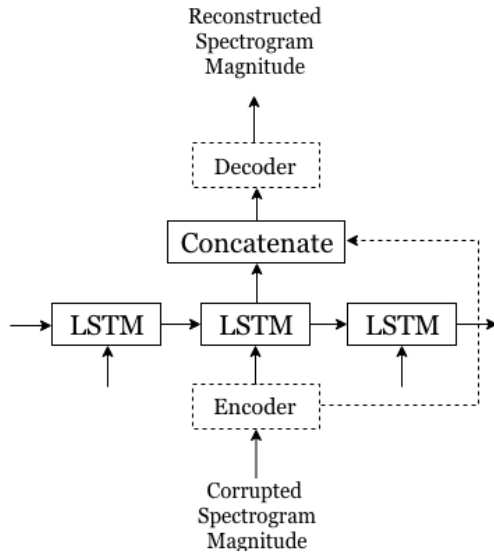 Reconstructed
Spectrogram
Magnitude
Decoder
Concatenate
LSTM LSTM LSTM
Encoder
Corrupted
Spectrogram
Magnitude